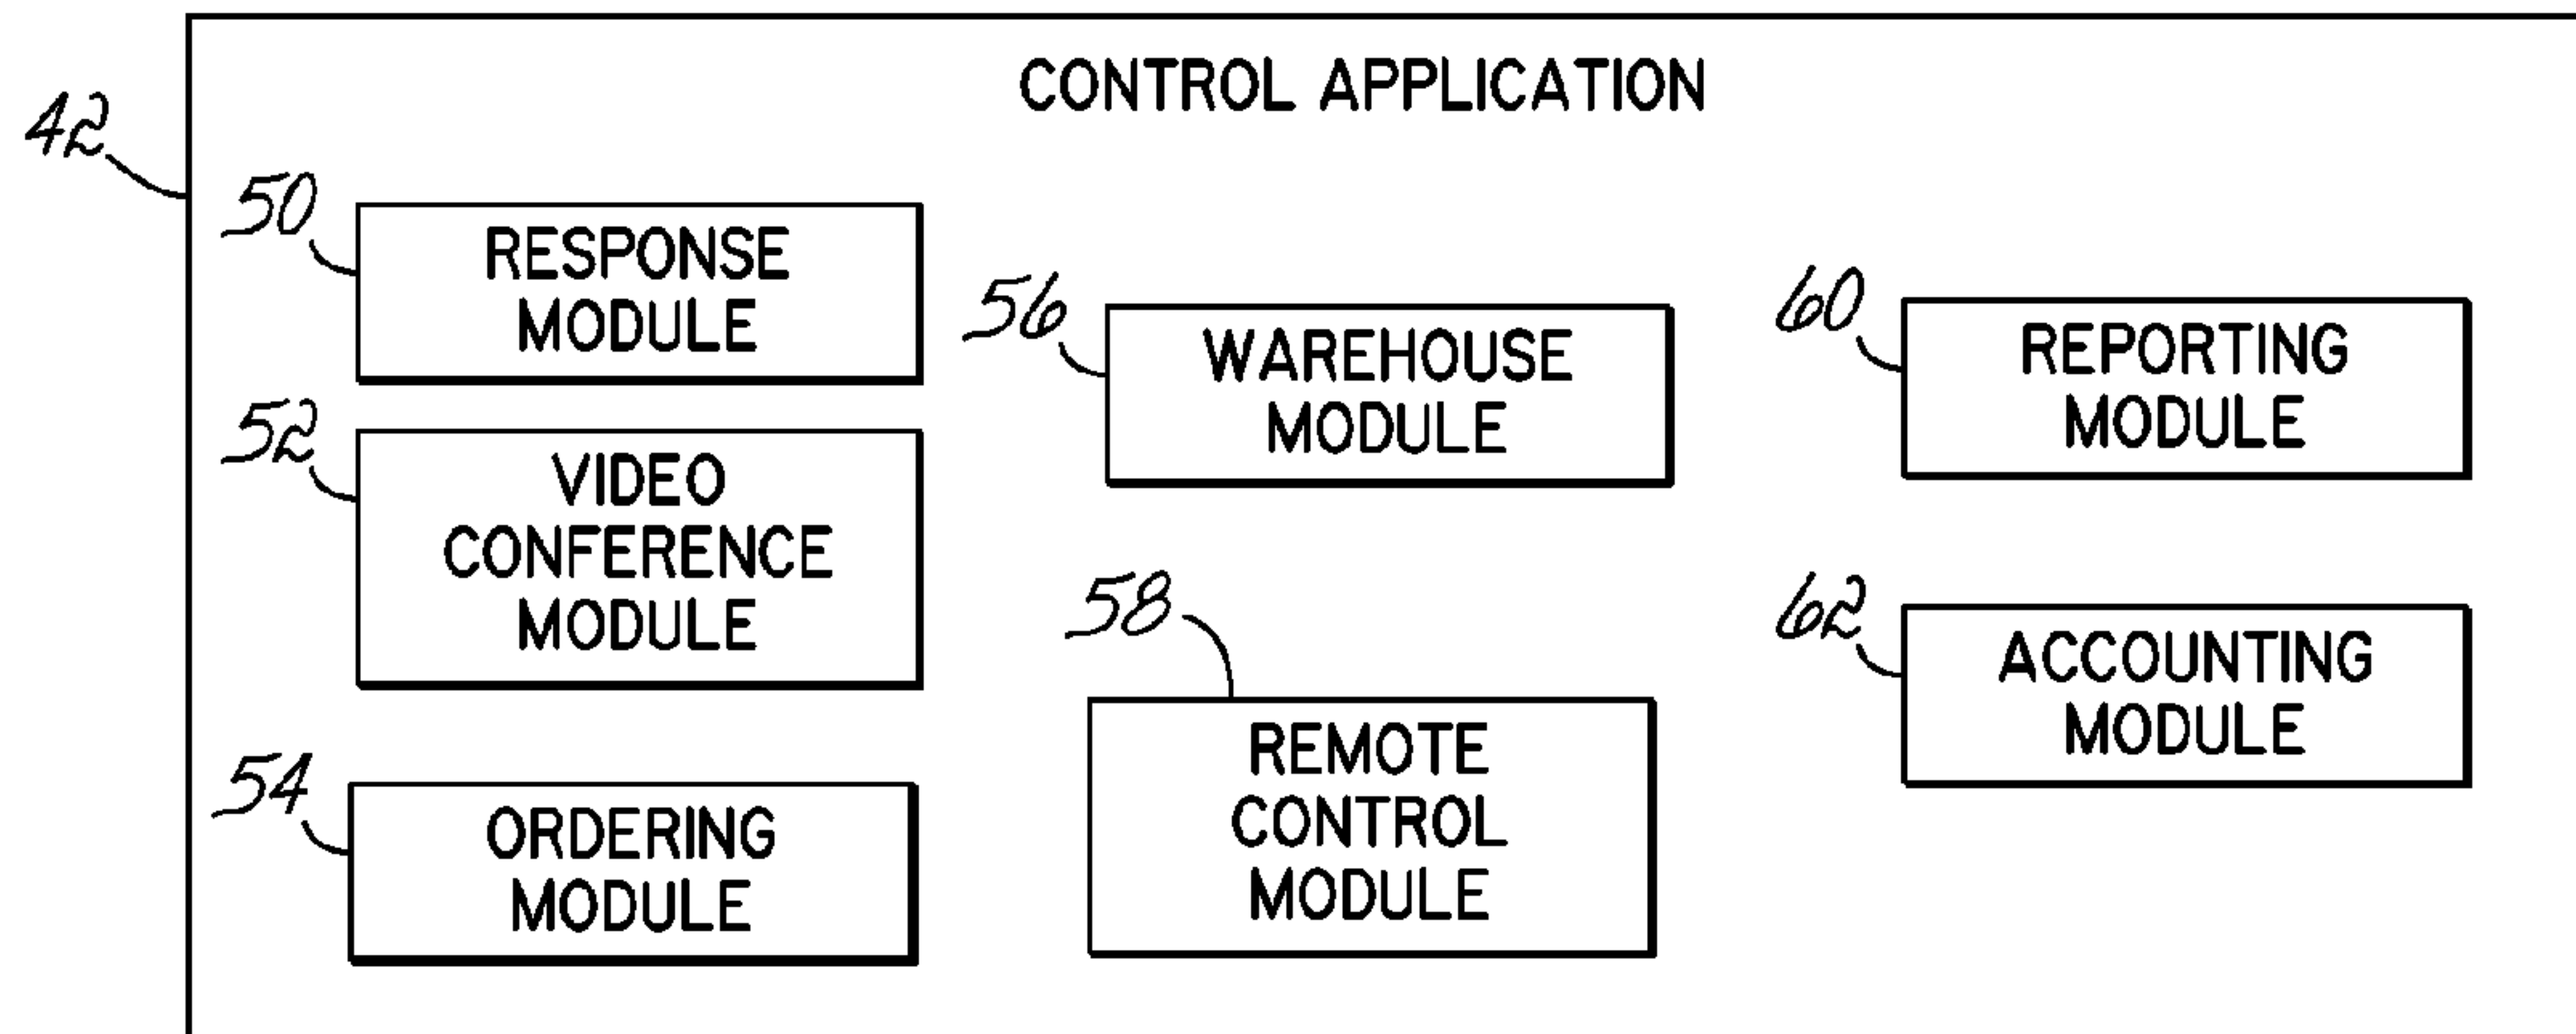 CONTROL APPLICATION
42
50
RESPONSE
MODULE
52
VIDEO
CONFERENCE
MODULE
54
ORDERING
MODULE
56
WAREHOUSE
MODULE
58
REMOTE
CONTROL
MODULE
60
REPORTING
MODULE
62
ACCOUNTING
MODULE